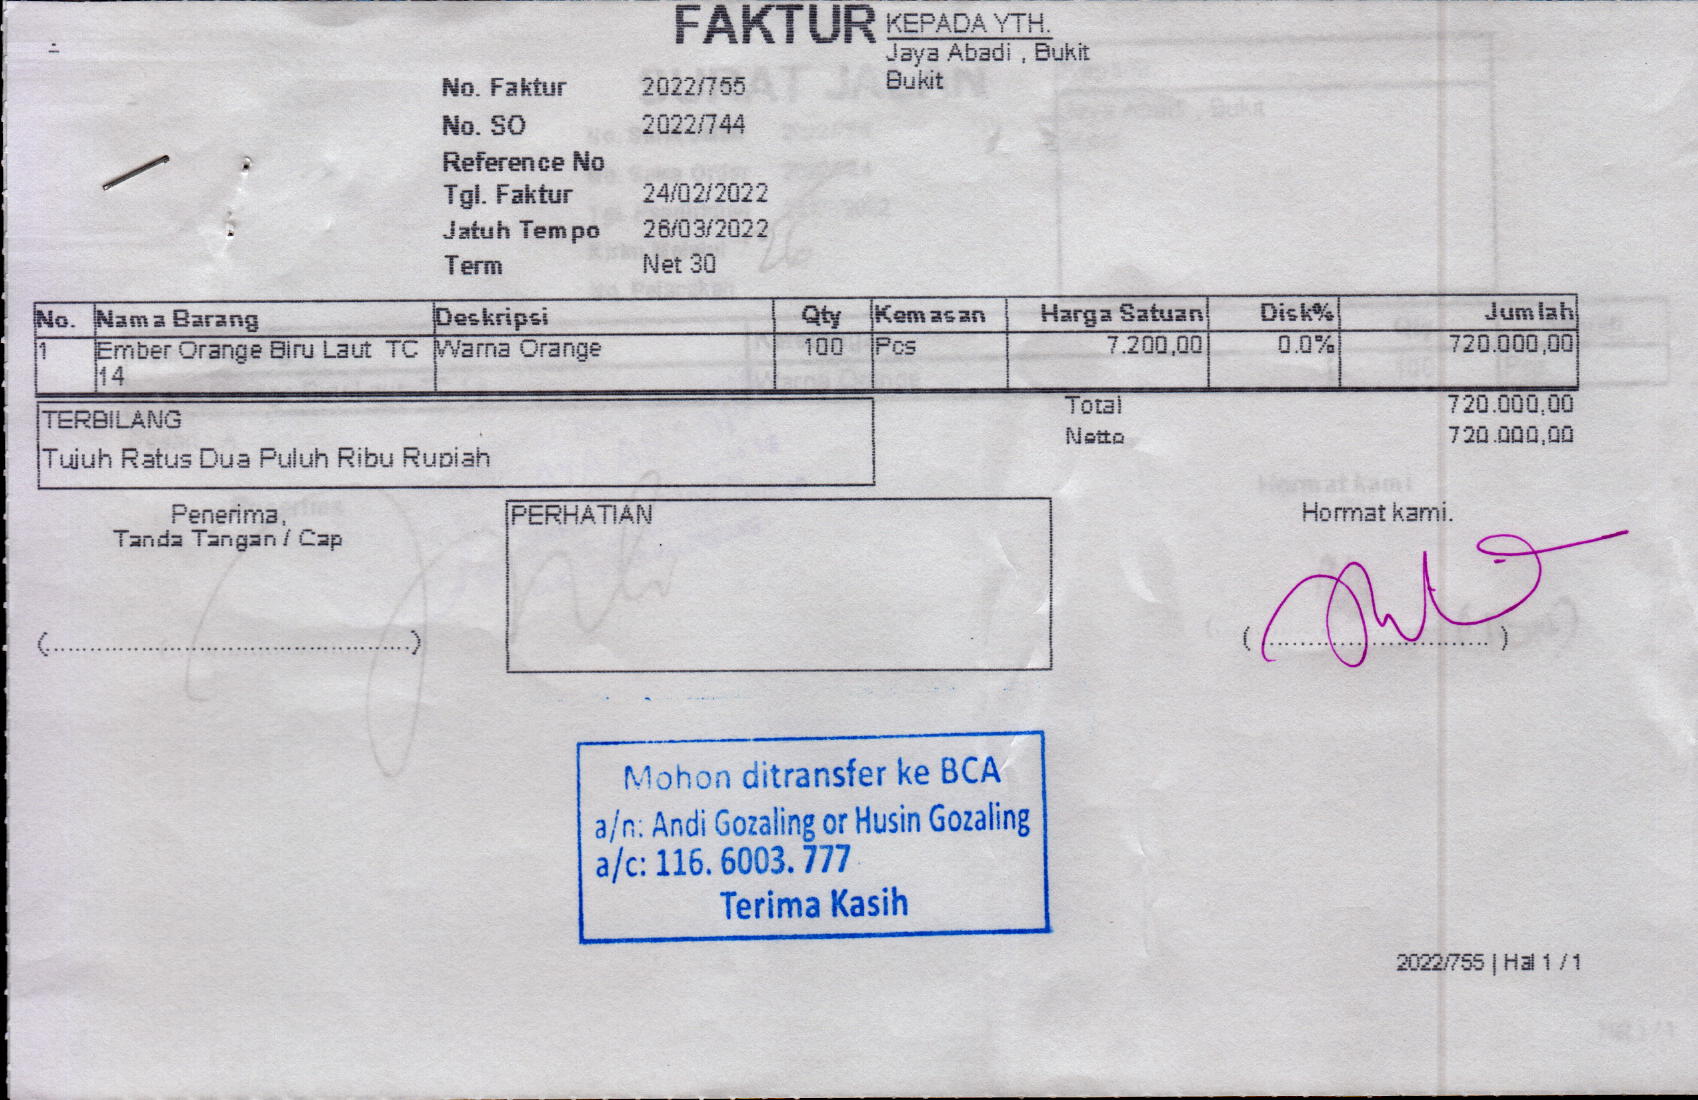 FAKTUR
KEPADA YTH.
Jaya Abadi , Bukit
Bukit
No. Faktur 2022/755
No. SO 2022/744
Reference No
Tgl. Faktur 24/02/2022
Jatuh Tempo 26/03/2022
Term Net 30
No. Nama Barang Deskripsi Qty Kemasan Harga Satuan Disk% Jumlah
1 Ember Orange Biru Laut TC Warna Orange 100 Pcs 7.200,00 0.0% 720.000,00
14
Total 720.000,00
Netto 720.000,00
TERBILANG
Tujuh Ratus Dua Puluh Ribu Rupiah
Penerima,
Tanda Tangan / Cap
PERHATIAN
Hormat kami.
(............................................)
(............................)
Mohon ditransfer ke BCA
a/n: Andi Gozaling or Husin Gozaling
a/c: 116. 6003. 777
Terima Kasih
2022/755 | Hal 1 / 1